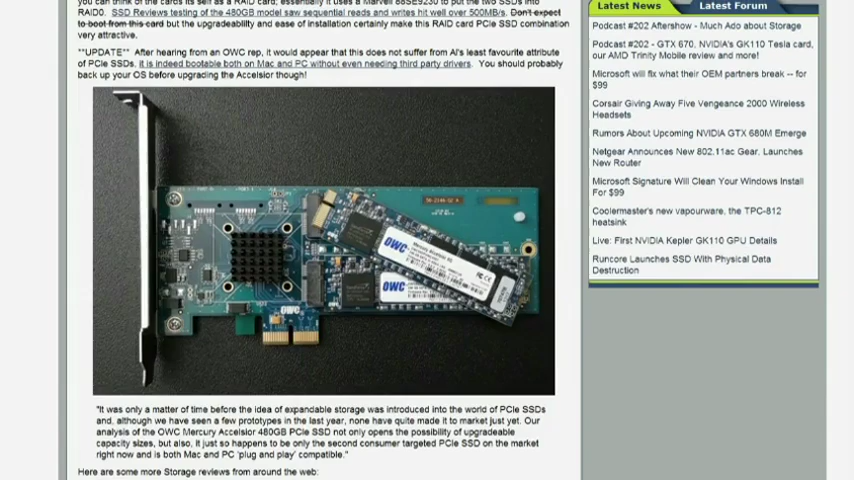 you can think of the cards its self as a RAID card; essentially it uses a Marvell 88SE9230 to put the two SSDs into
RAID0. SSD Reviews testing of the 480GB model saw sequential reads and writes hit well over 500MB/s. Don't expect
to boot from this card but the upgradeability and ease of installation certainly make this RAID card PCIe SSD combination
very attractive.
**UPDATE** After hearing from an OWC rep, it would appear that this does not suffer from Al's least favourite attribute
of PCIe SSDs, it is indeed bootable both on Mac and PC without even needing third party drivers. You should probably
back up your OS before upgrading the Accelsior though!
OWC
Mercury Accelsior
OWC
OWC
"It was only a matter of time before the idea of expandable storage was introduced into the world of PCIe SSDs
and, although we have seen a few prototypes in the last year, none have quite made it to market just yet. Our
analysis of the OWC Mercury Accelsior 480GB PCIe SSD not only opens the possibility of upgradeable
capacity sizes, but also, it just so happens to be only the second consumer targeted PCIe SSD on the market
right now and is both Mac and PC 'plug and play' compatible."
Here are some more Storage reviews from around the web:
Latest News
Latest Forum
Podcast #202 Aftershow - Much Ado about Storage
Podcast #202 - GTX 670, NVIDIA's GK110 Tesla card,
our AMD Trinity Mobile review and more!
Microsoft will fix what their OEM partners break -- for
$99
Corsair Giving Away Five Vengeance 2000 Wireless
Headsets
Rumors About Upcoming NVIDIA GTX 680M Emerge
Netgear Announces New 802.11ac Gear, Launches
New Router
Microsoft Signature Will Clean Your Windows Install
For $99
Coolermaster's new vapourware, the TPC-812
heatsink
Live: First NVIDIA Kepler GK110 GPU Details
Runcore Launches SSD With Physical Data
Destruction